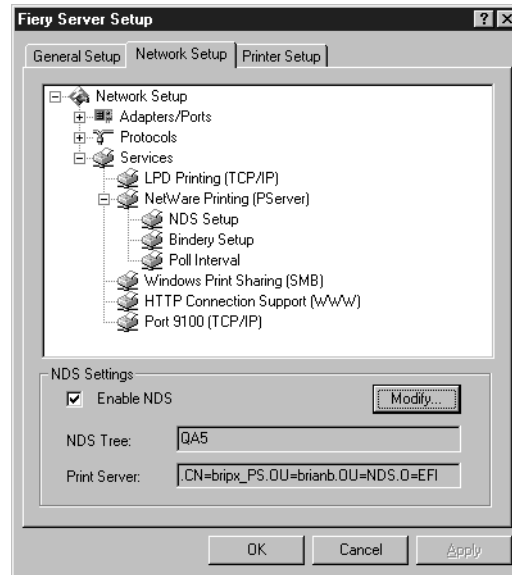 Fiery Server Setup
General Setup Network Setup Printer Setup
Network Setup
Adapters/Ports
Protocols
Services
LPD Printing (TCP/IP)
NetWare Printing (PServer)
NDS Setup
Bindery Setup
Poll Interval
Windows Print Sharing (SMB)
HTTP Connection Support (WWW)
Port 9100 (TCP/IP)
NDS Settings
Enable NDS Modify...
NDS Tree: QA5
Print Server: .CN=bripx_PS.OU=brianb.OU=NDS.O=EFI
OK Cancel Apply